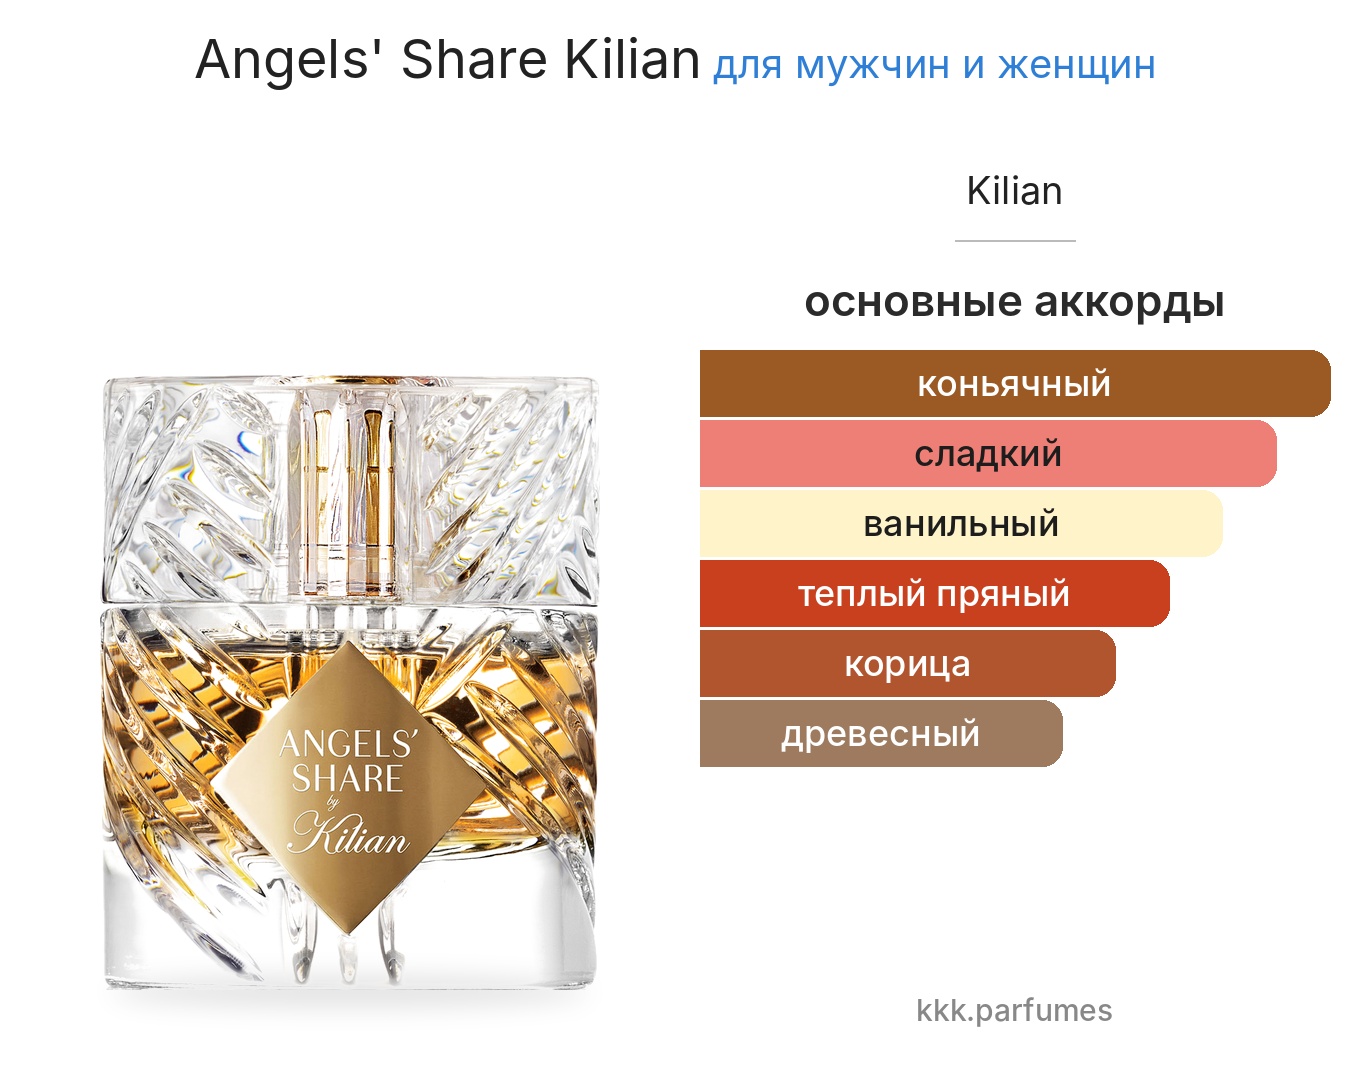 Angels' Share Kilian для мужчин и женщин
Kilian
основные аккорды
коньячный
сладкий
ванильный
теплый пряный
корица
древесный
ANGELS'
SHARE
by
Kilian
kkk.parfumes